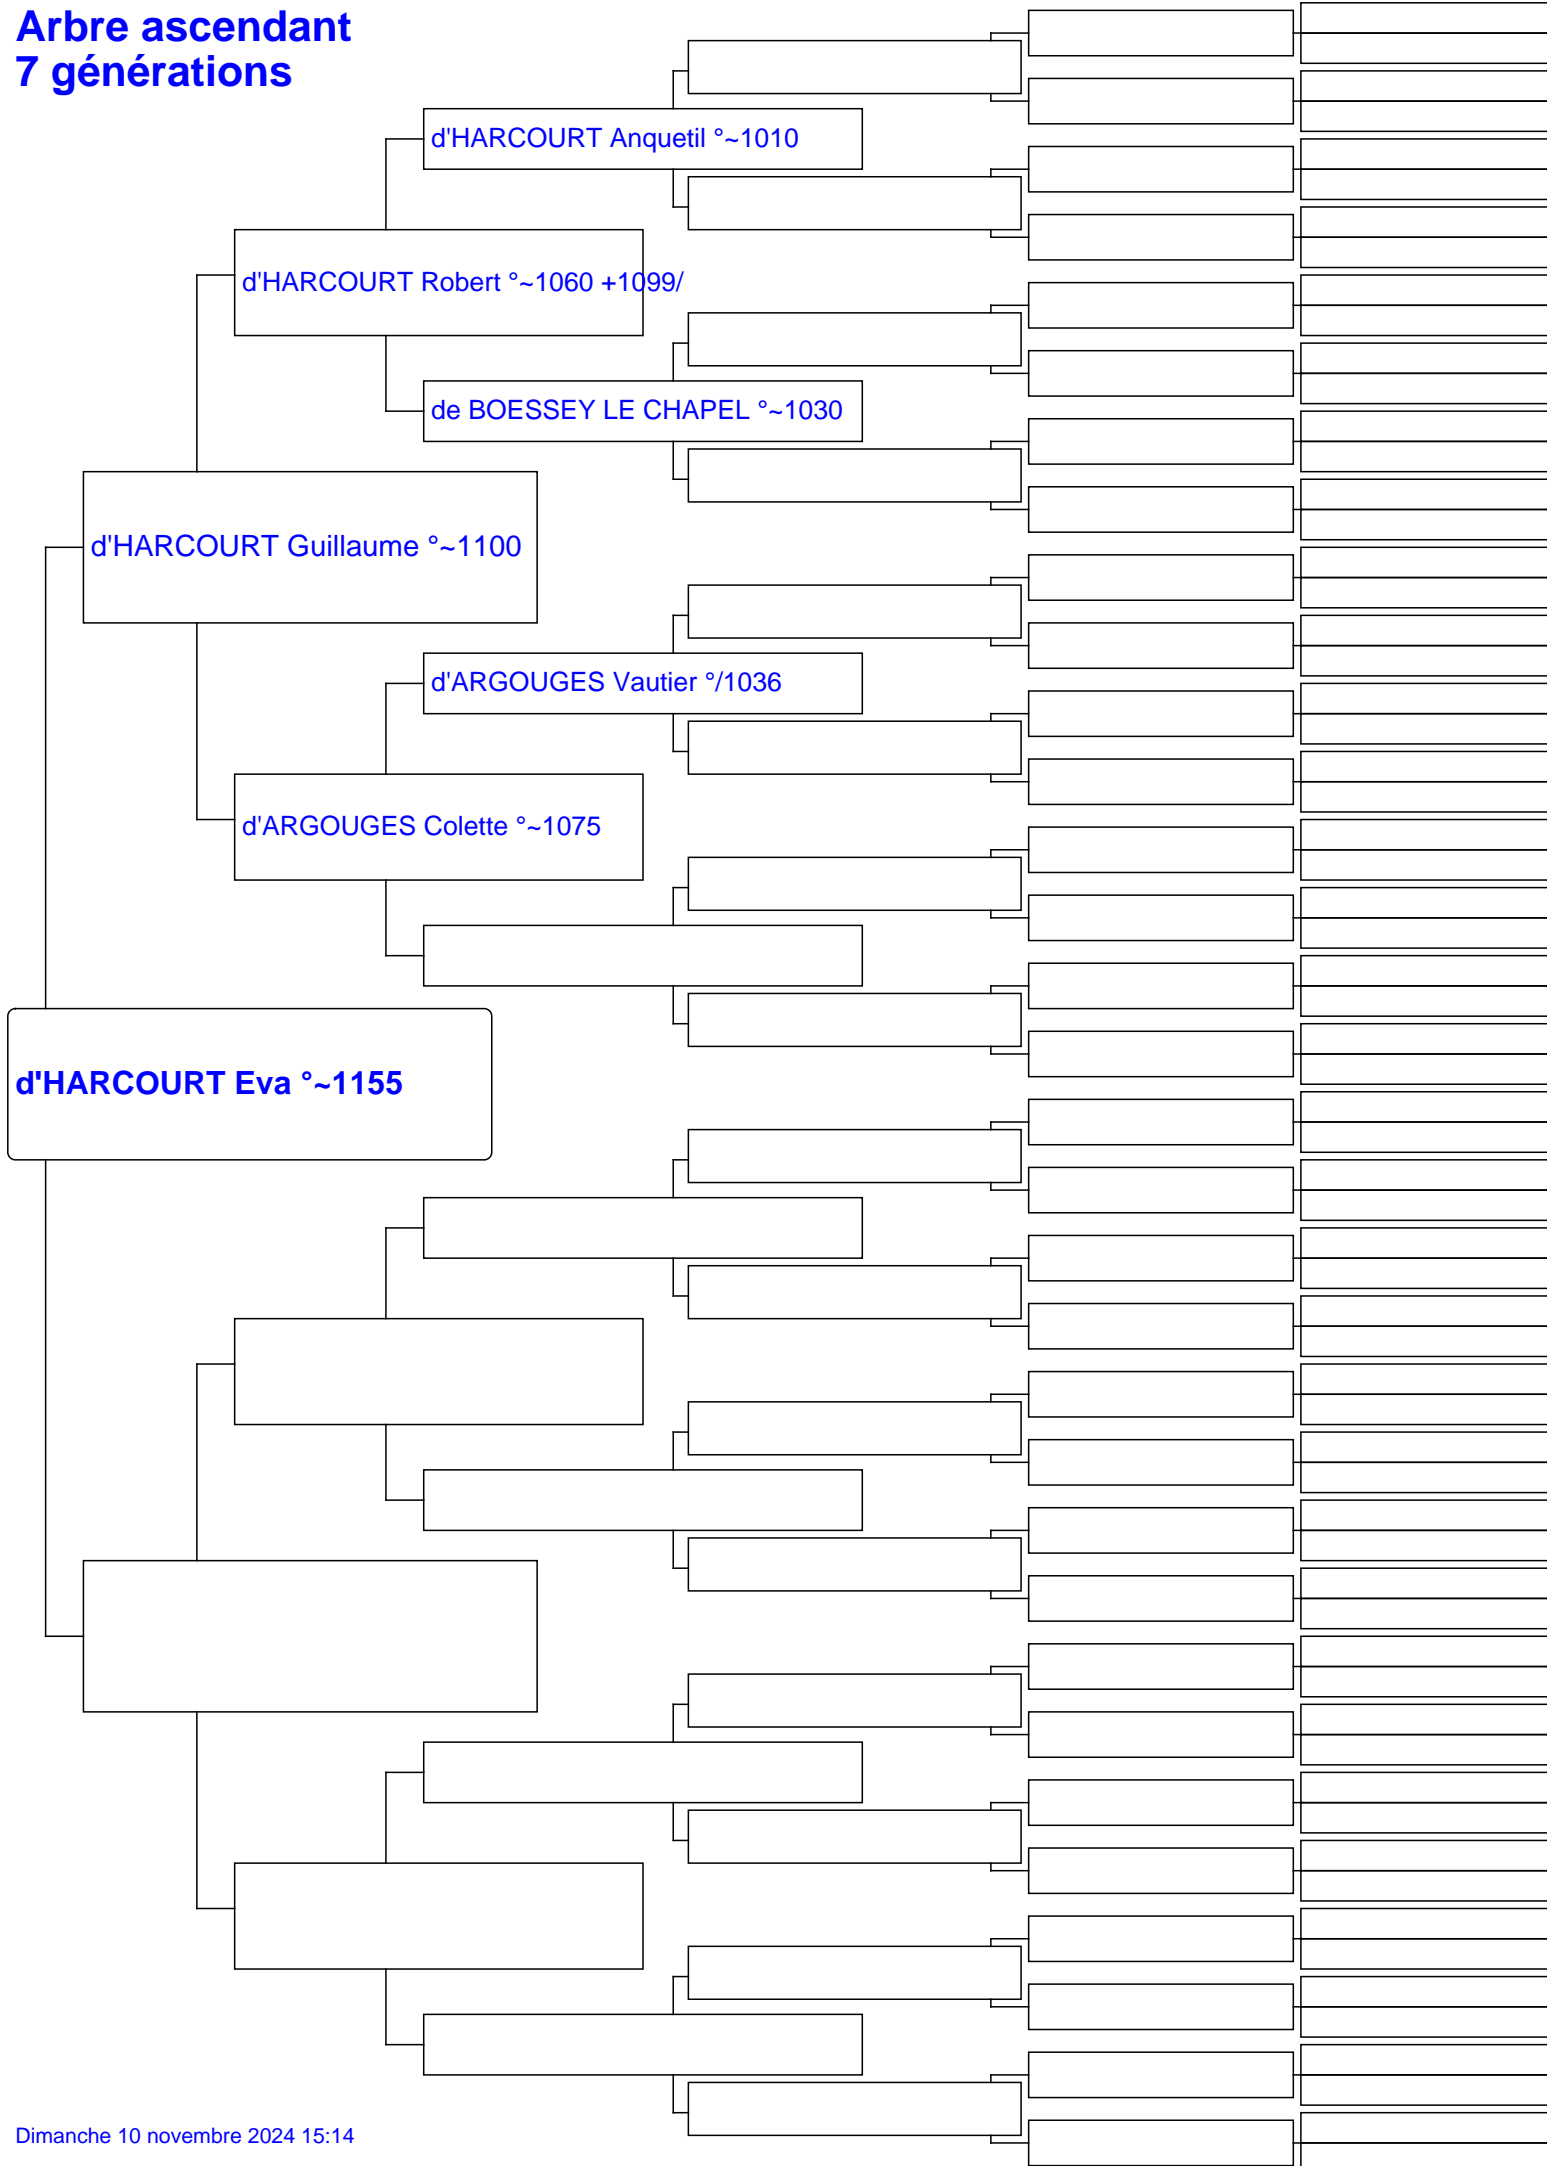 Arbre ascendant
7 générations
d'HARCOURT Anquetil °~1010
d'HARCOURT Robert °~1060 +1099/
de BOESSEY LE CHAPEL °~1030
d'HARCOURT Guillaume °~1100
d'ARGOUGES Vautier °/1036
d'ARGOUGES Colette °~1075
d'HARCOURT Eva °~1155
Dimanche 10 novembre 2024 15:14